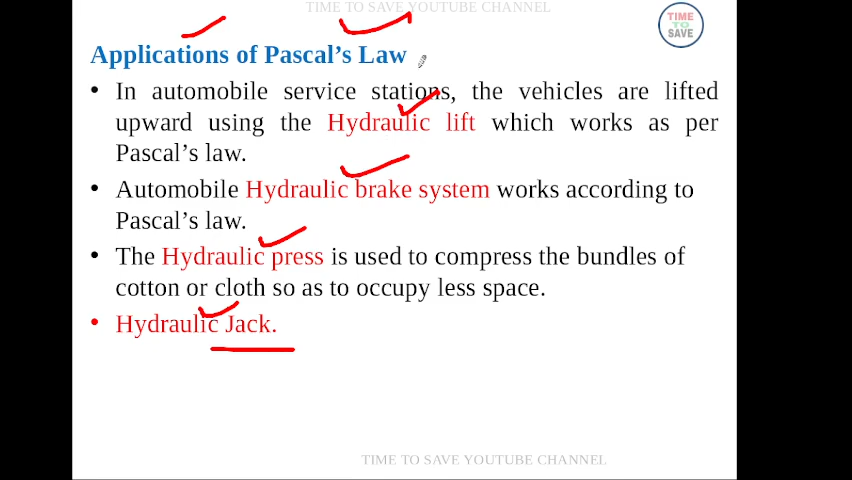 TIME TO SAVE YOUTUBE CHANNEL
TIME
TO
SAVE
Applications of Pascal's Law
• In automobile service stations, the vehicles are lifted
upward using the Hydraulic lift which works as per
Pascal's law.
• Automobile Hydraulic brake system works according to
Pascal's law.
• The Hydraulic press is used to compress the bundles of
cotton or cloth so as to occupy less space.
• Hydraulic Jack.
TIME TO SAVE YOUTUBE CHANNEL